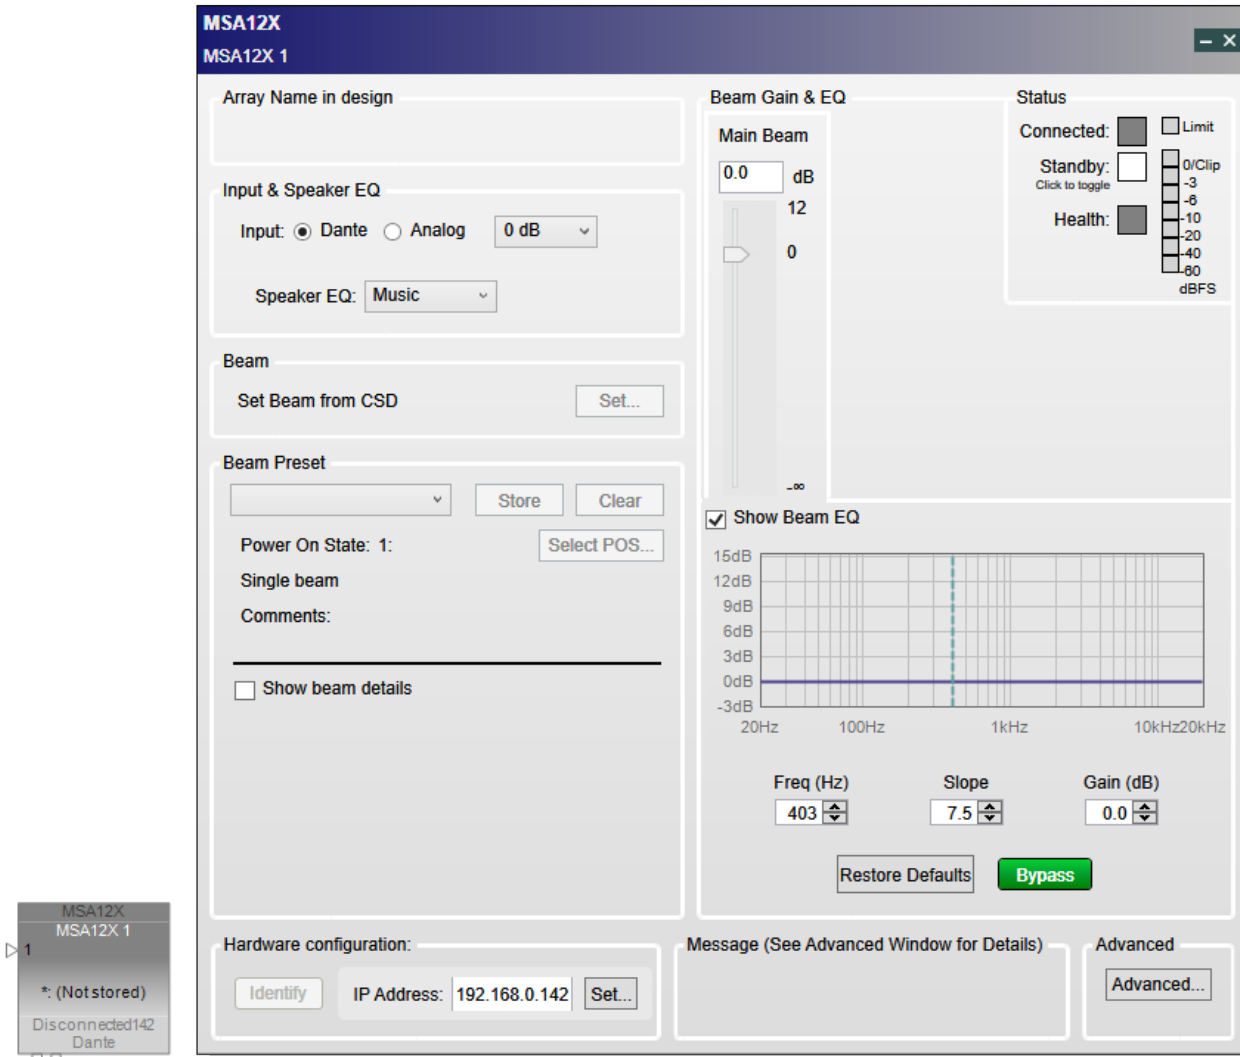 MSA12X
MSA12X 1
– ×
Array Name in design
Input & Speaker EQ
Input: Dante Analog 0 dB
Speaker EQ: Music
Beam
Set Beam from CSD Set...
Beam Preset
Store Clear
Power On State: 1: Select POS...
Single beam
Comments:
Show beam details
Beam Gain & EQ
Main Beam
0.0 dB
12
0
-∞
Status
Connected: Limit
Standby:
Click to toggle
Health:
0/Clip
-3
-6
-10
-20
-40
-60
dBFS
Show Beam EQ
15dB
12dB
9dB
6dB
3dB
0dB
-3dB
20Hz 100Hz 1kHz 10kHz20kHz
Freq (Hz) Slope Gain (dB)
403 7.5 0.0
Restore Defaults Bypass
Hardware configuration:
Identify IP Address: 192.168.0.142 Set...
Message (See Advanced Window for Details)
Advanced
Advanced...
MSA12X
MSA12X 1
1
*: (Not stored)
Disconnected142
Dante